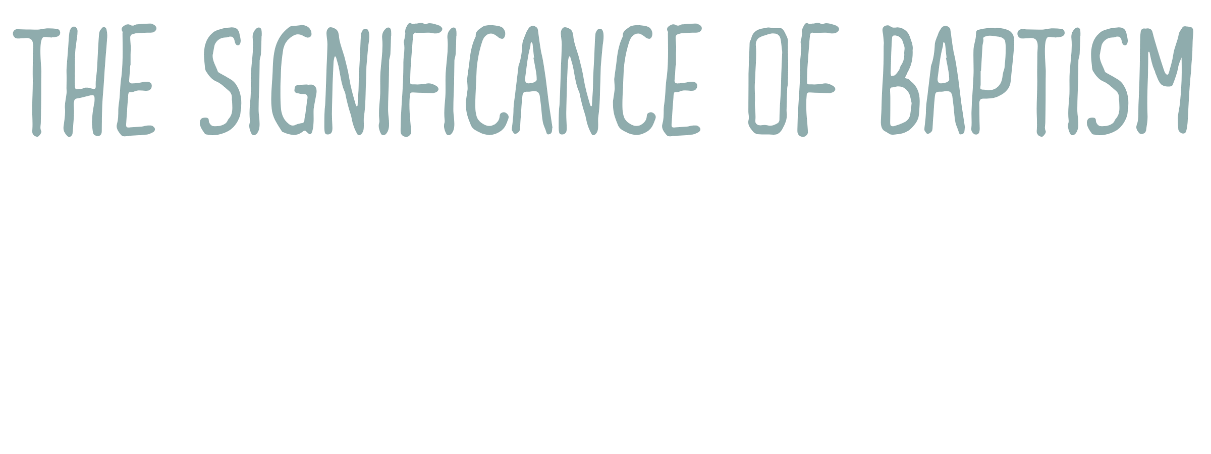 THE SIGNIFICANCE OF BAPTISM